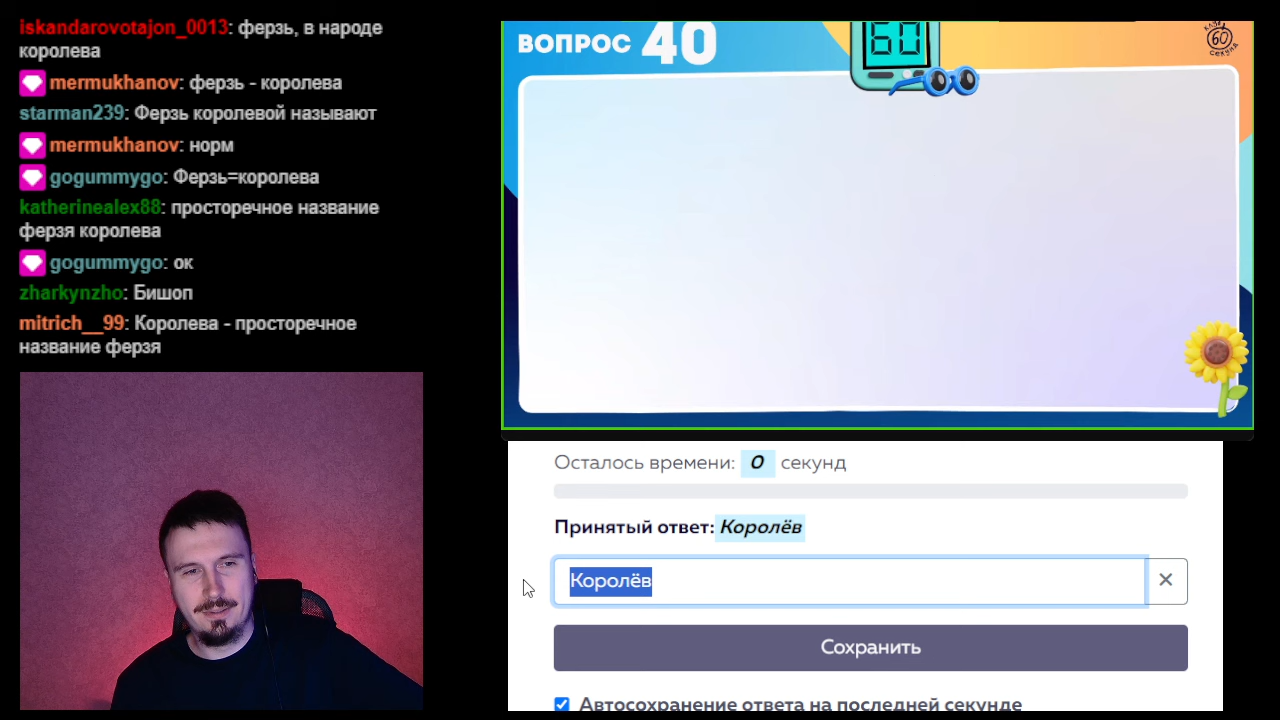 iskandarovotajon_0013: ферзь, в народе
королева
mermukhanov: ферзь - королева
starman239: Ферзь королевой называют
mermukhanov: норм
gogummygo: Ферзь=королева
katherinealex88: просторечное название
ферзя королева
gogummygo: ок
zharkynzho: Бишоп
mitrich__99: Королева - просторечное
название ферзя
ВОПРОС 40
60
60
секунд
Осталось времени: 0 секунд
Принятый ответ: Королёв
Королёв
Сохранить
Автосохранение ответа на последней секунде